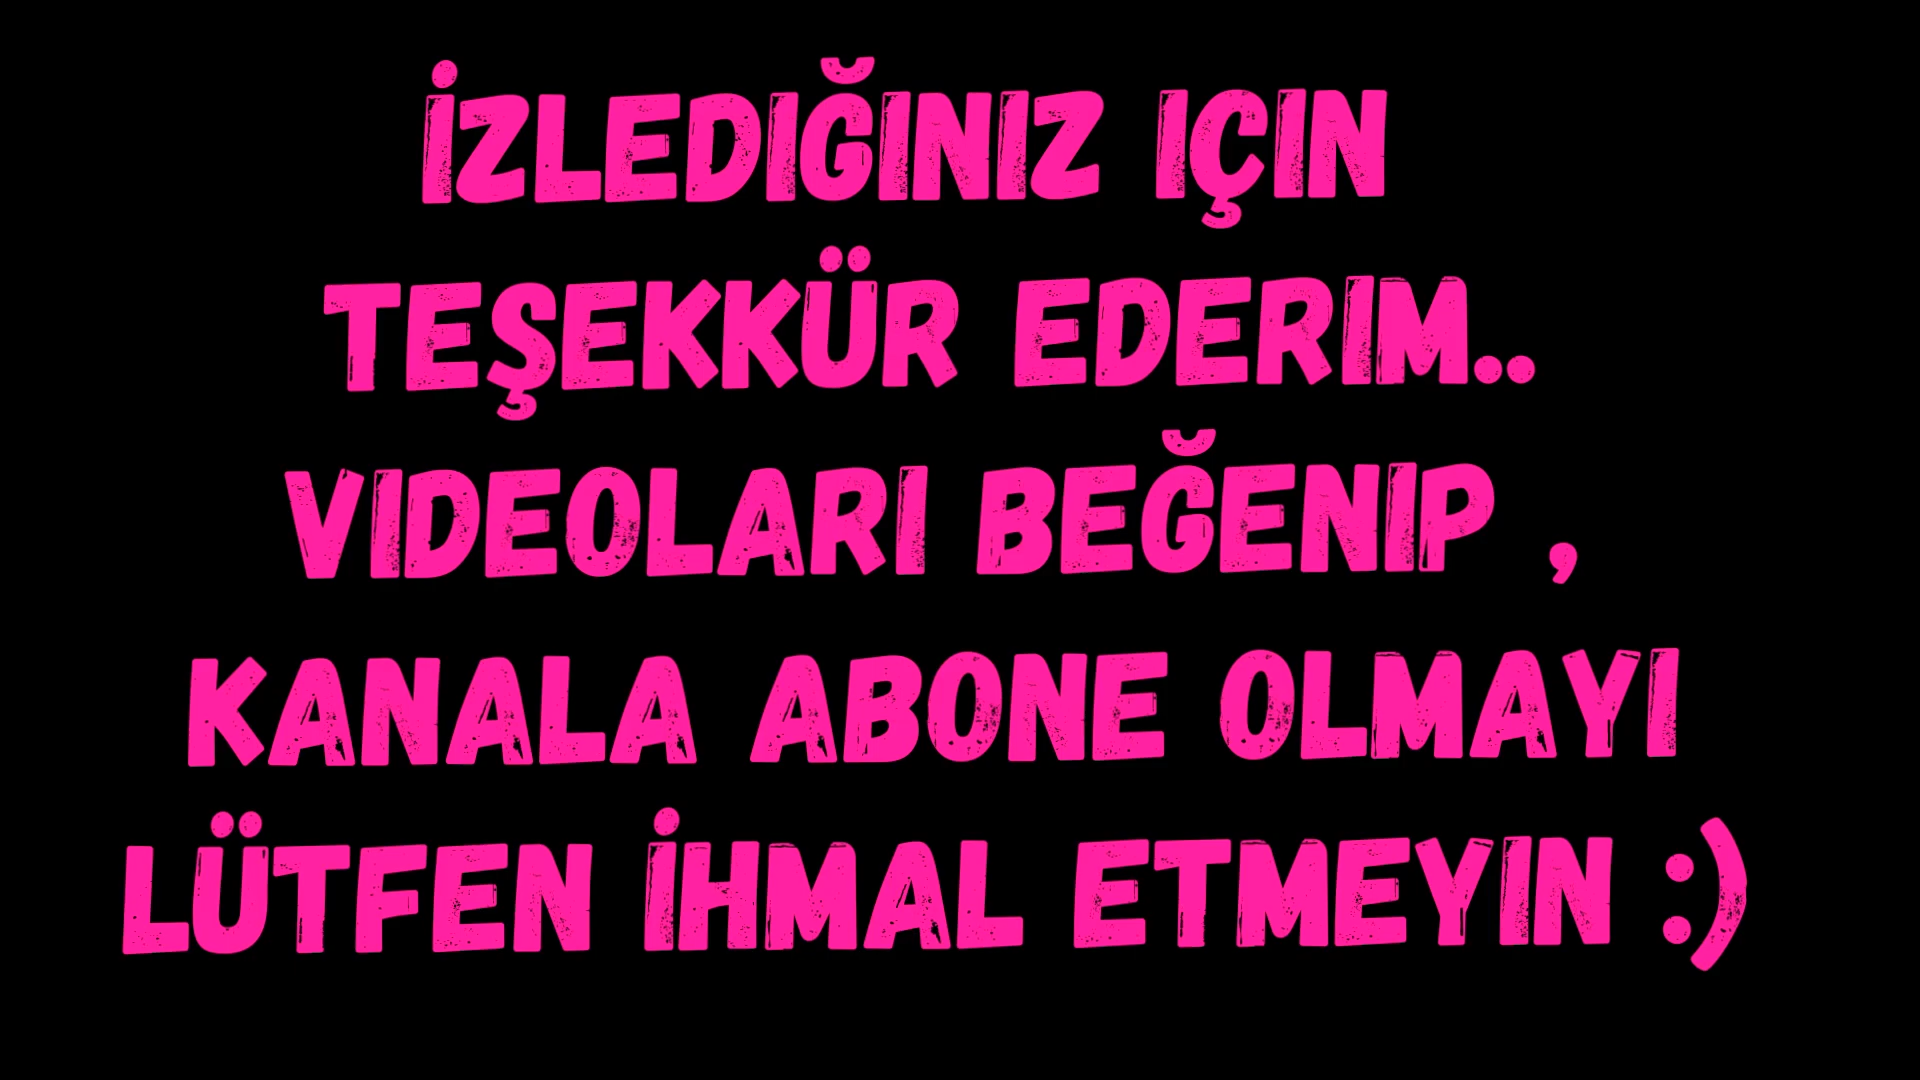 İZLEDIĞINIZ IÇIN
TEŞEKKÜR EDERIM..
VIDEOLARI BEĞENIP ,
KANALA ABONE OLMAYI
LÜTFEN İHMAL ETMEYIN :)